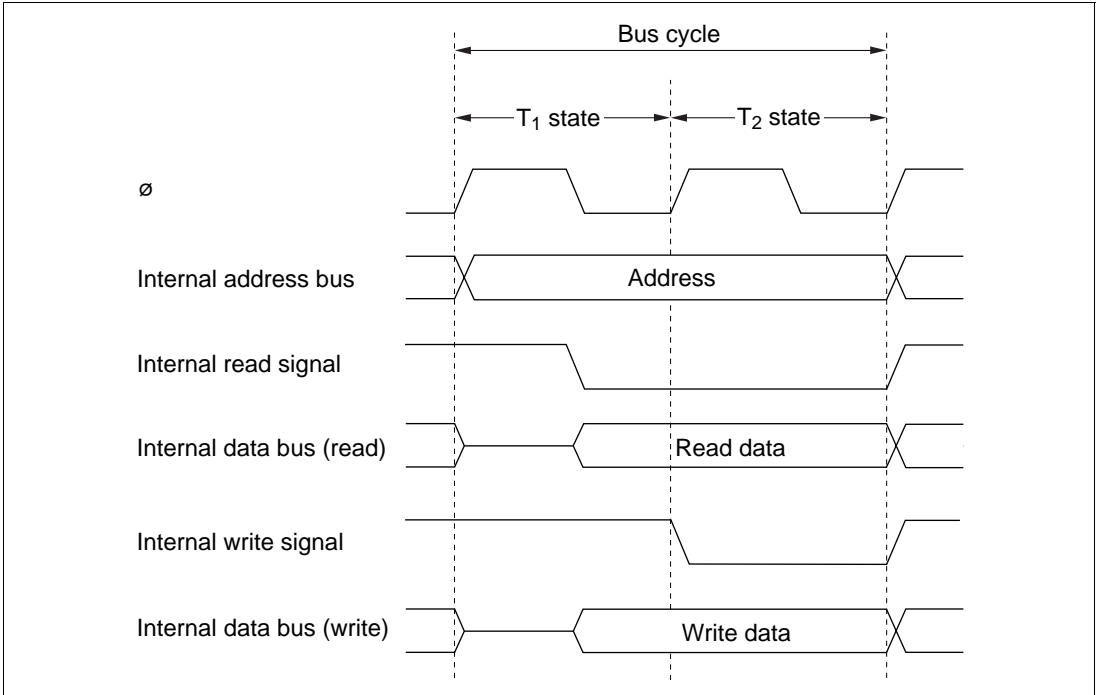 Bus cycle
T₁ state
T₂ state
ø
Internal address bus
Address
Internal read signal
Internal data bus (read)
Read data
Internal write signal
Internal data bus (write)
Write data